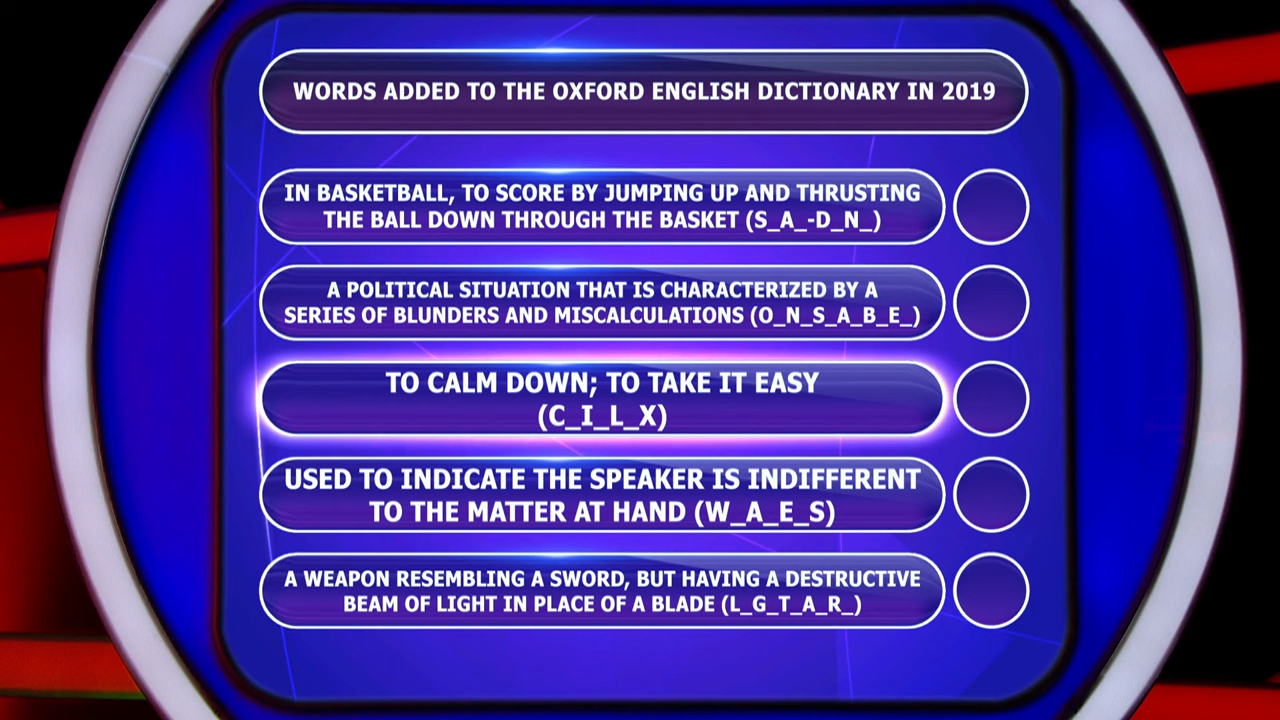 WORDS ADDED TO THE OXFORD ENGLISH DICTIONARY IN 2019
IN BASKETBALL, TO SCORE BY JUMPING UP AND THRUSTING
THE BALL DOWN THROUGH THE BASKET (S_A_-D_N_)
A POLITICAL SITUATION THAT IS CHARACTERIZED BY A
SERIES OF BLUNDERS AND MISCALCULATIONS (O_N_S_A_B_E_)
TO CALM DOWN; TO TAKE IT EASY
(C_I_L_X)
USED TO INDICATE THE SPEAKER IS INDIFFERENT
TO THE MATTER AT HAND (W_A_E_S)
A WEAPON RESEMBLING A SWORD, BUT HAVING A DESTRUCTIVE
BEAM OF LIGHT IN PLACE OF A BLADE (L_G_T_A_R_)